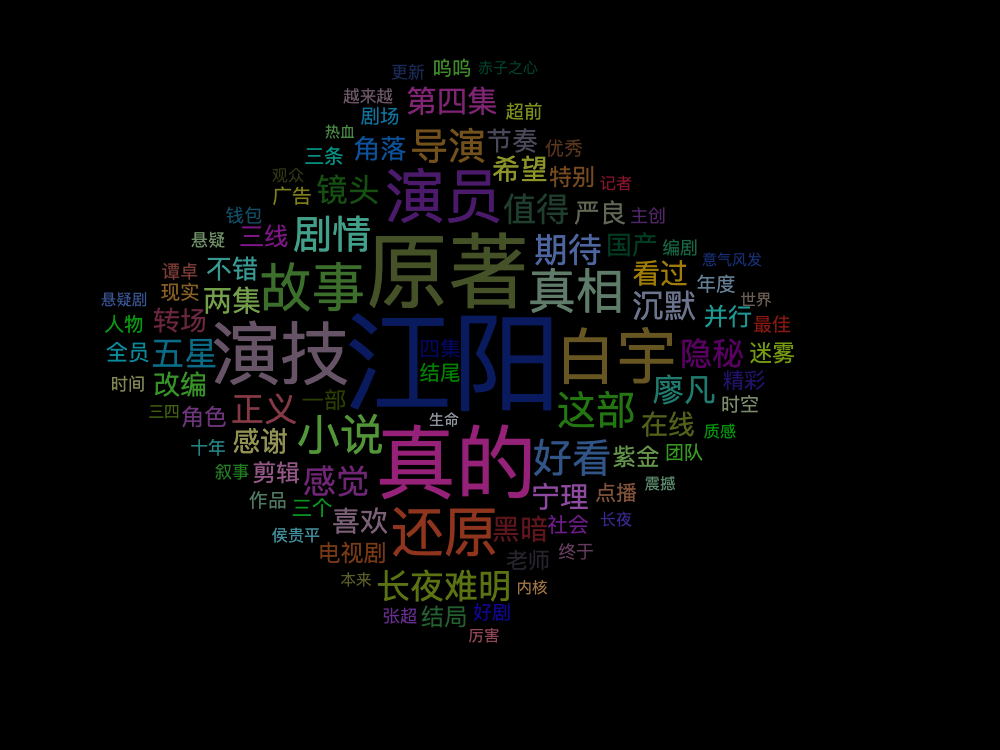 更新 呜呜 赤子之心
越来越 第四集 超前
剧场
热血 角落 导演 节奏 优秀
三条 希望 特别 记者
观众 广告 镜头 演员 值得 严良 主创
钱包
悬疑 三线 剧情 原著 期待 国产 编剧
谭卓 不错 故事 真相 看过 意气风发
现实 两集 沉默 年度 世界
悬疑剧
人物 转场 演技 江阳 白宇 并行 最佳
全员 五星 四集 隐秘 迷雾
时间 改编 结尾 廖凡 精彩
三四 角色 正义 一部 生命 这部 在线 时空
十年 感谢 小说 真的 好看 紫金 团队 质感
叙事 剪辑 感觉 宁理 点播 震撼
作品 三个
侯贵平 喜欢 还原 黑暗 社会 长夜
电视剧 老师 终于
本来 长夜难明 内核
张超 结局 好剧
厉害